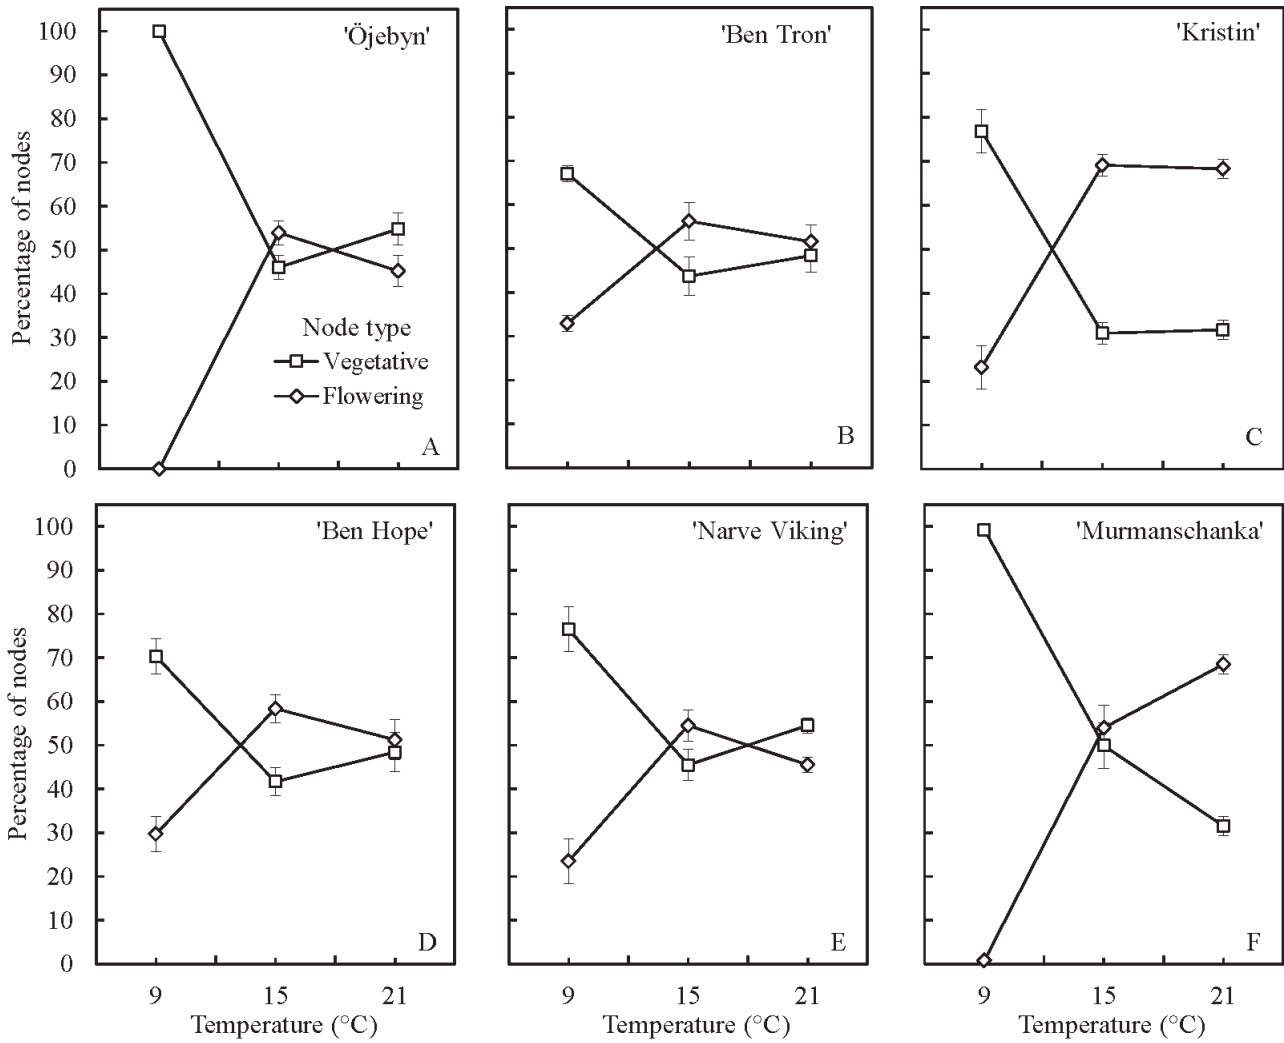 'Öjebyn'
'Ben Tron'
'Kristin'
100
90
80
70
60
50
40
30
20
10
0
Percentage of nodes
Node type
Vegetative
Flowering
A
B
C
'Ben Hope'
'Narve Viking'
'Murmanschanka'
100
90
80
70
60
50
40
30
20
10
0
Percentage of nodes
D
E
F
9 15 21
9 15 21
9 15 21
Temperature (°C)
Temperature (°C)
Temperature (°C)